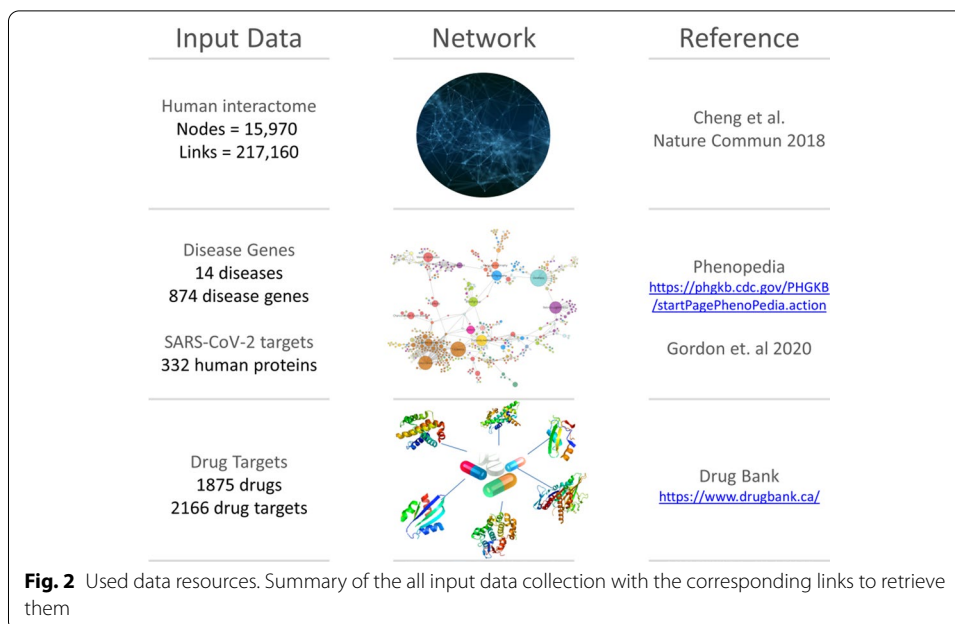 Input Data
Network
Reference
Human interactome
Nodes = 15,970
Links = 217,160
Cheng et al.
Nature Commun 2018
Disease Genes
14 diseases
874 disease genes
SARS-CoV-2 targets
332 human proteins
Phenopedia
https://phgkb.cdc.gov/PHGKB
/startPagePhenoPedia.action
Gordon et. al 2020
Drug Targets
1875 drugs
2166 drug targets
Drug Bank
https://www.drugbank.ca/
Fig. 2 Used data resources. Summary of the all input data collection with the corresponding links to retrieve
them